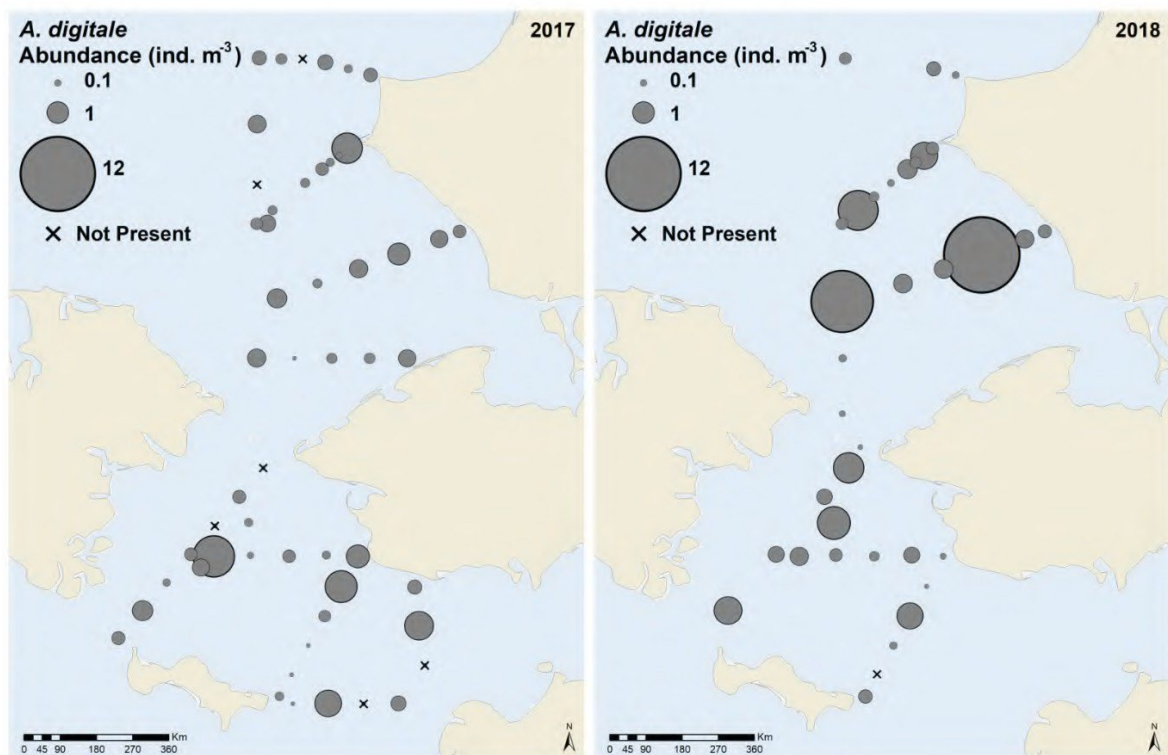 A. digitale
2017
Abundance (ind. m-3)
0.1
1
12
× Not Present
Km
0 45 90 180 270 360
N
A. digitale
2018
Abundance (ind. m-3)
0.1
1
12
× Not Present
Km
0 45 90 180 270 360
N